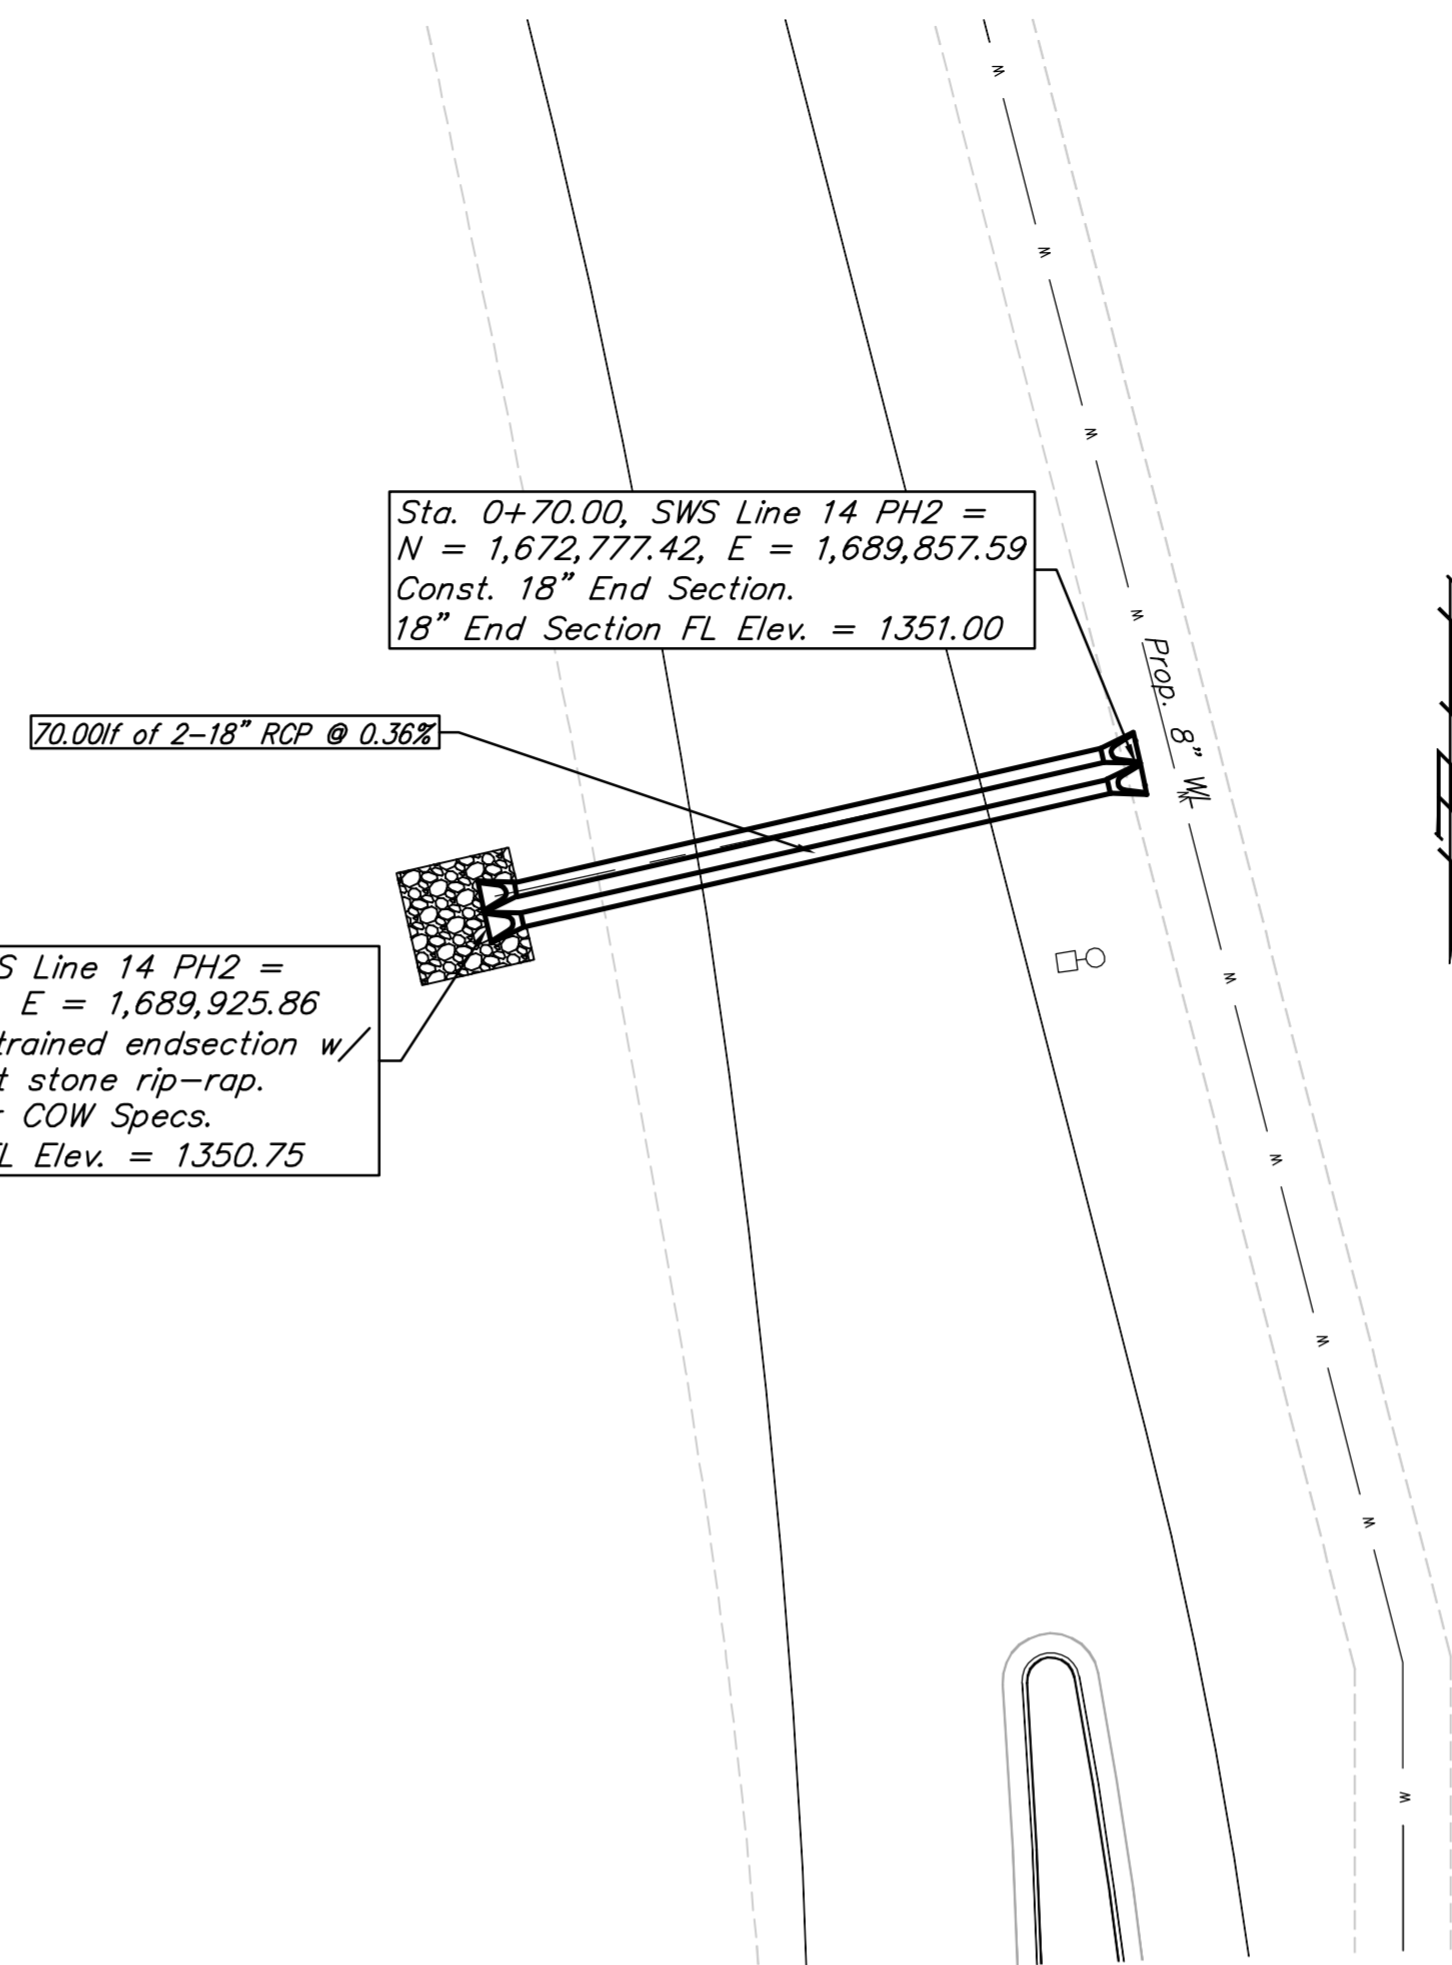 W
W
W
Sta. 0+70.00, SWS Line 14 PH2 =
N = 1,672,777.42, E = 1,689,857.59
Const. 18” End Section.
18” End Section FL Elev. = 1351.00
W
Prop. 8” WL
70.00lf of 2-18” RCP @ 0.36%
W
Line 14 PH2 =
E = 1,689,925.86
endsection w/
stone rip-rap.
COW Specs.
Elev. = 1350.75
W
W
W
W
W